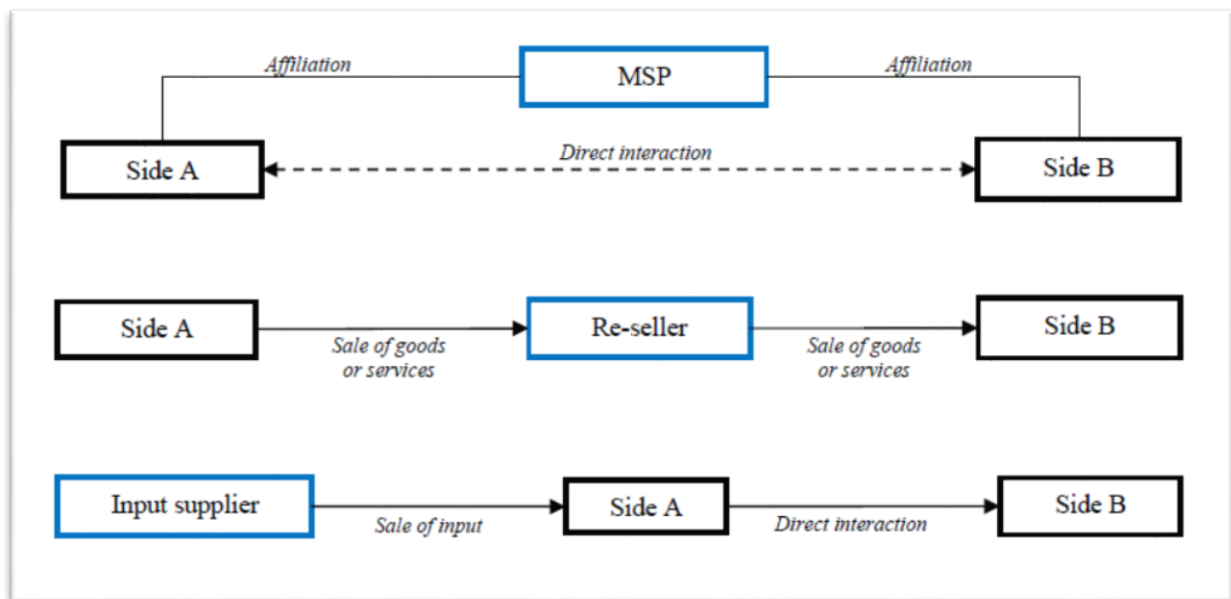 Affiliation
MSP
Affiliation
Side A
Direct interaction
Side B
Side A
Sale of goods
or services
Re-seller
Sale of goods
or services
Side B
Input supplier
Sale of input
Side A
Direct interaction
Side B